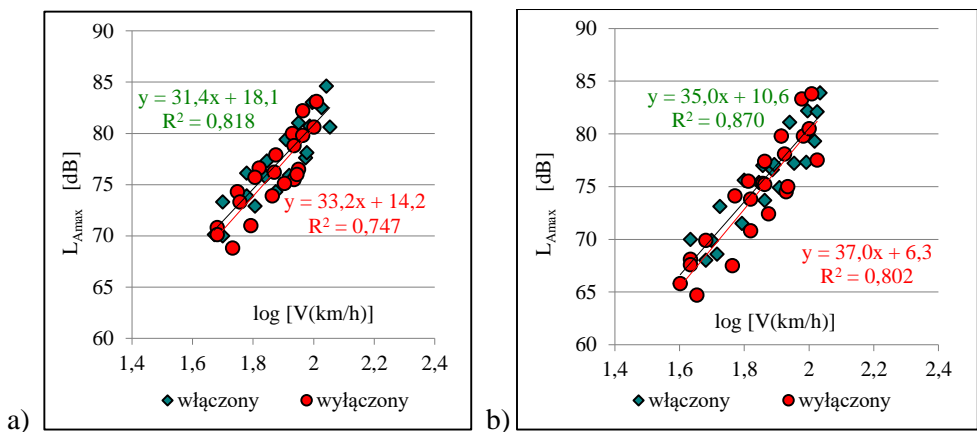 90
85
80
75
70
65
60
L_Amax [dB]
y = 31,4x + 18,1
R² = 0,818
y = 33,2x + 14,2
R² = 0,747
log [V(km/h)]
1,4 1,6 1,8 2 2,2 2,4
włączony wyłączony
a)
90
85
80
75
70
65
60
L_Amax [dB]
y = 35,0x + 10,6
R² = 0,870
y = 37,0x + 6,3
R² = 0,802
log [V(km/h)]
1,4 1,6 1,8 2 2,2 2,4
włączony wyłączony
b)